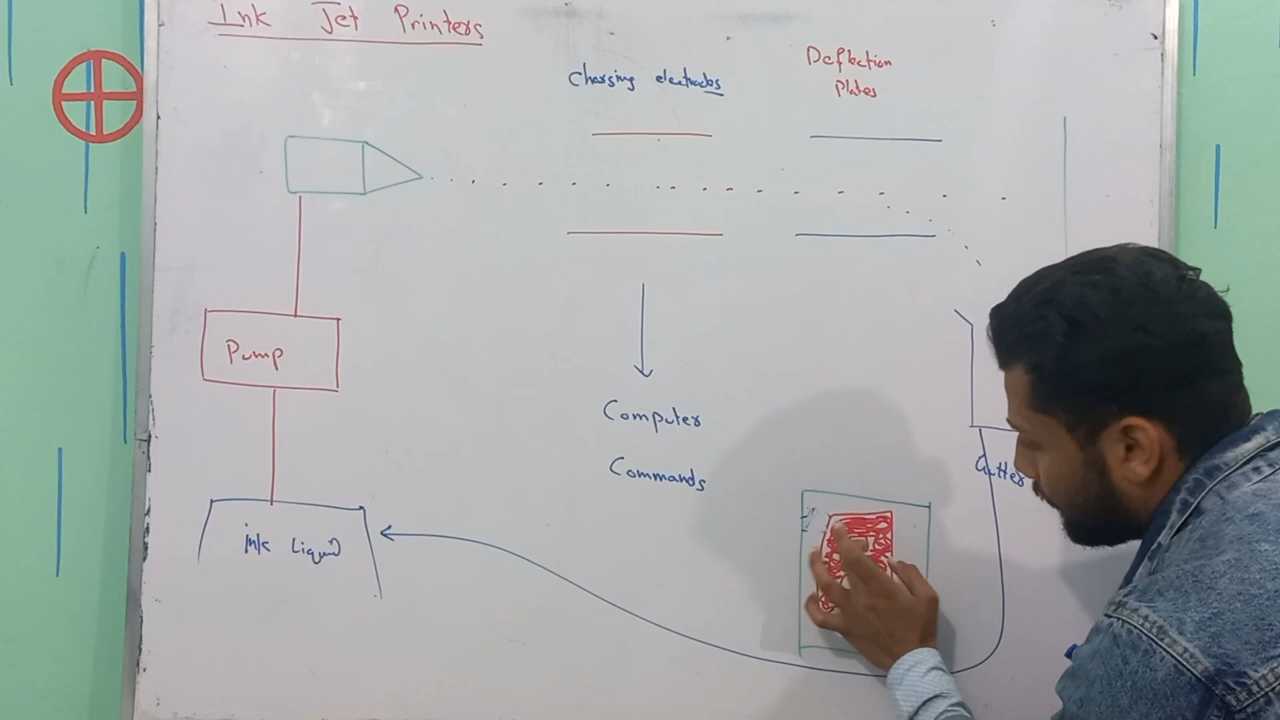 Ink Jet Printers
Charging electrodes
Deflection
Plates
Pump
Computer
Commands
Gutter
ink Liquid